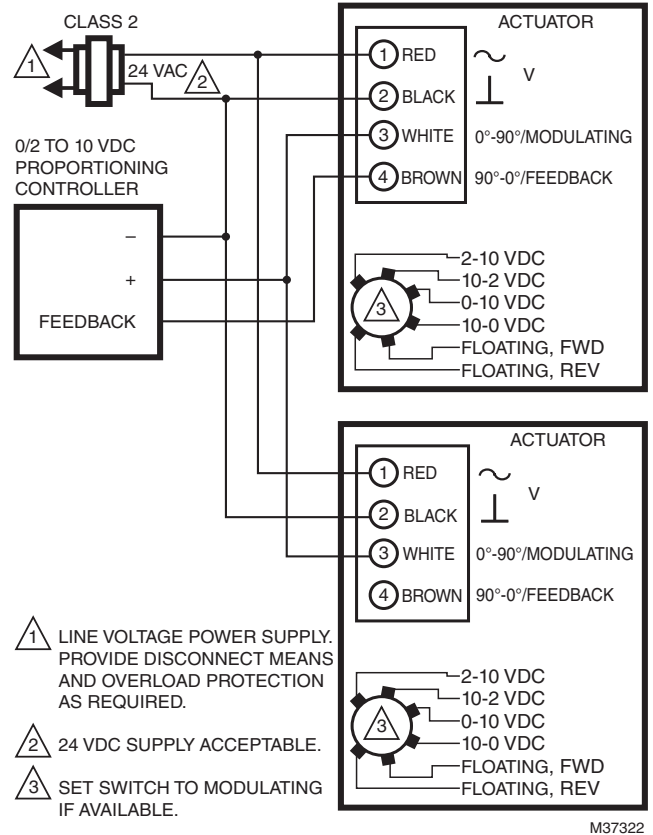 CLASS 2
1
24 VAC
2
0/2 TO 10 VDC
PROPORTIONING
CONTROLLER
–
+
FEEDBACK
ACTUATOR
1 RED
2 BLACK
V
3 WHITE 0°-90°/MODULATING
4 BROWN 90°-0°/FEEDBACK
3
2-10 VDC
10-2 VDC
0-10 VDC
10-0 VDC
FLOATING, FWD
FLOATING, REV
ACTUATOR
1 RED
2 BLACK
V
3 WHITE 0°-90°/MODULATING
4 BROWN 90°-0°/FEEDBACK
3
2-10 VDC
10-2 VDC
0-10 VDC
10-0 VDC
FLOATING, FWD
FLOATING, REV
1 LINE VOLTAGE POWER SUPPLY.
PROVIDE DISCONNECT MEANS
AND OVERLOAD PROTECTION
AS REQUIRED.
2 24 VDC SUPPLY ACCEPTABLE.
3 SET SWITCH TO MODULATING
IF AVAILABLE.
M37322